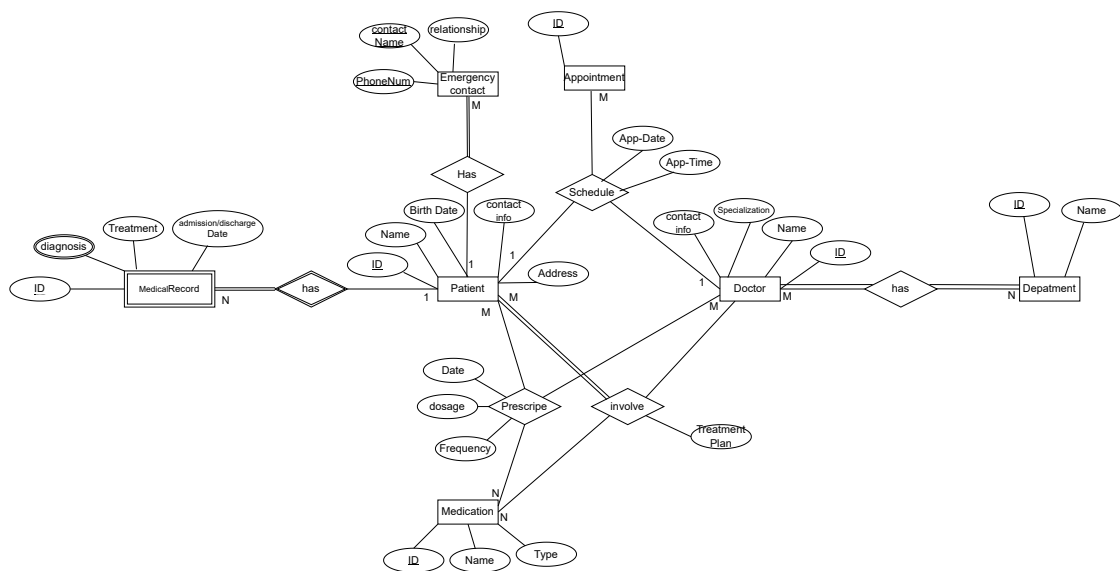 ID
contact
Name
relationship
PhoneNum
Emergency
contact
Appointment
M
M
App-Date
App-Time
Has
Schedule
Birth Date
contact
info
Name
ID
Address
1
1
Treatment
admission/discharge
Date
diagnosis
ID
MedicalRecord
N
has
1
Patient
M
M
contact
info
Specialization
Name
ID
1
Doctor
M
M
has
N
Depatment
ID
Name
Date
dosage
Frequency
Prescripe
involve
Treatment
Plan
N
N
Medication
ID
Name
Type